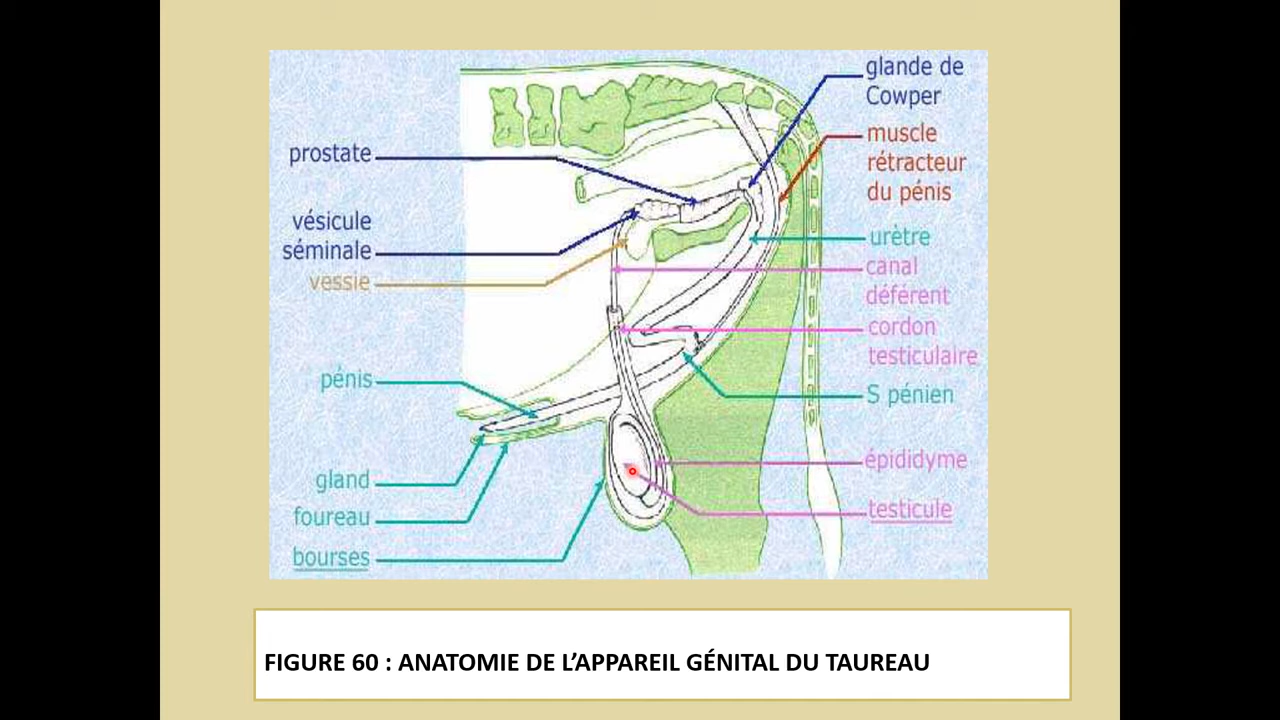 glande de
Cowper
muscle
rétracteur
du pénis
prostate
vésicule
séminale
vessie
urètre
canal
déférent
cordon
testiculaire
pénis
S pénien
gland
foureau
bourses
épididyme
testicule
FIGURE 60 : ANATOMIE DE L’APPAREIL GÉNITAL DU TAUREAU